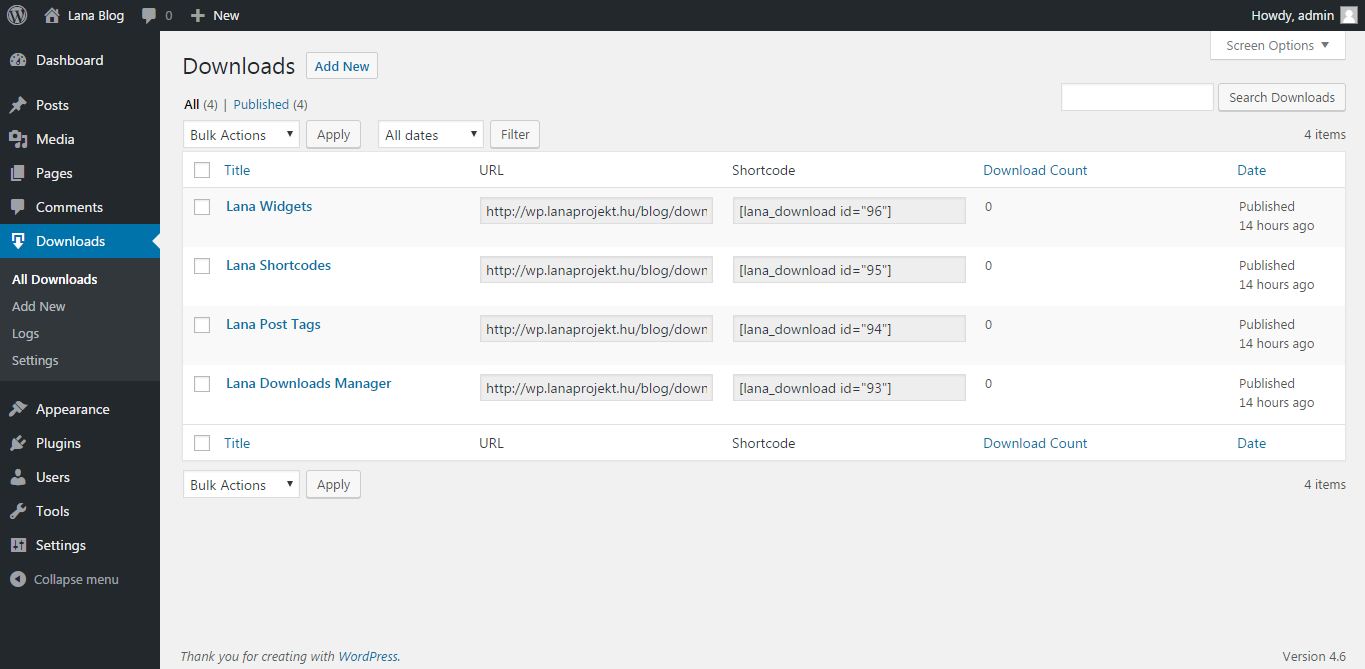 Lana Blog 0 New Howdy, admin
Screen Options
Dashboard
Posts
Media
Pages
Comments
Downloads
All Downloads
Add New
Logs
Settings
Appearance
Plugins
Users
Tools
Settings
Collapse menu
Downloads Add New
All (4) | Published (4)
Search Downloads
Bulk Actions Apply All dates Filter 4 items
Title URL Shortcode Download Count Date
Lana Widgets http://wp.lanaprojekt.hu/blog/down [lana_download id="96"] 0 Published
14 hours ago
Lana Shortcodes http://wp.lanaprojekt.hu/blog/down [lana_download id="95"] 0 Published
14 hours ago
Lana Post Tags http://wp.lanaprojekt.hu/blog/down [lana_download id="94"] 0 Published
14 hours ago
Lana Downloads Manager http://wp.lanaprojekt.hu/blog/down [lana_download id="93"] 0 Published
14 hours ago
Title URL Shortcode Download Count Date
Bulk Actions Apply 4 items
Thank you for creating with WordPress. Version 4.6